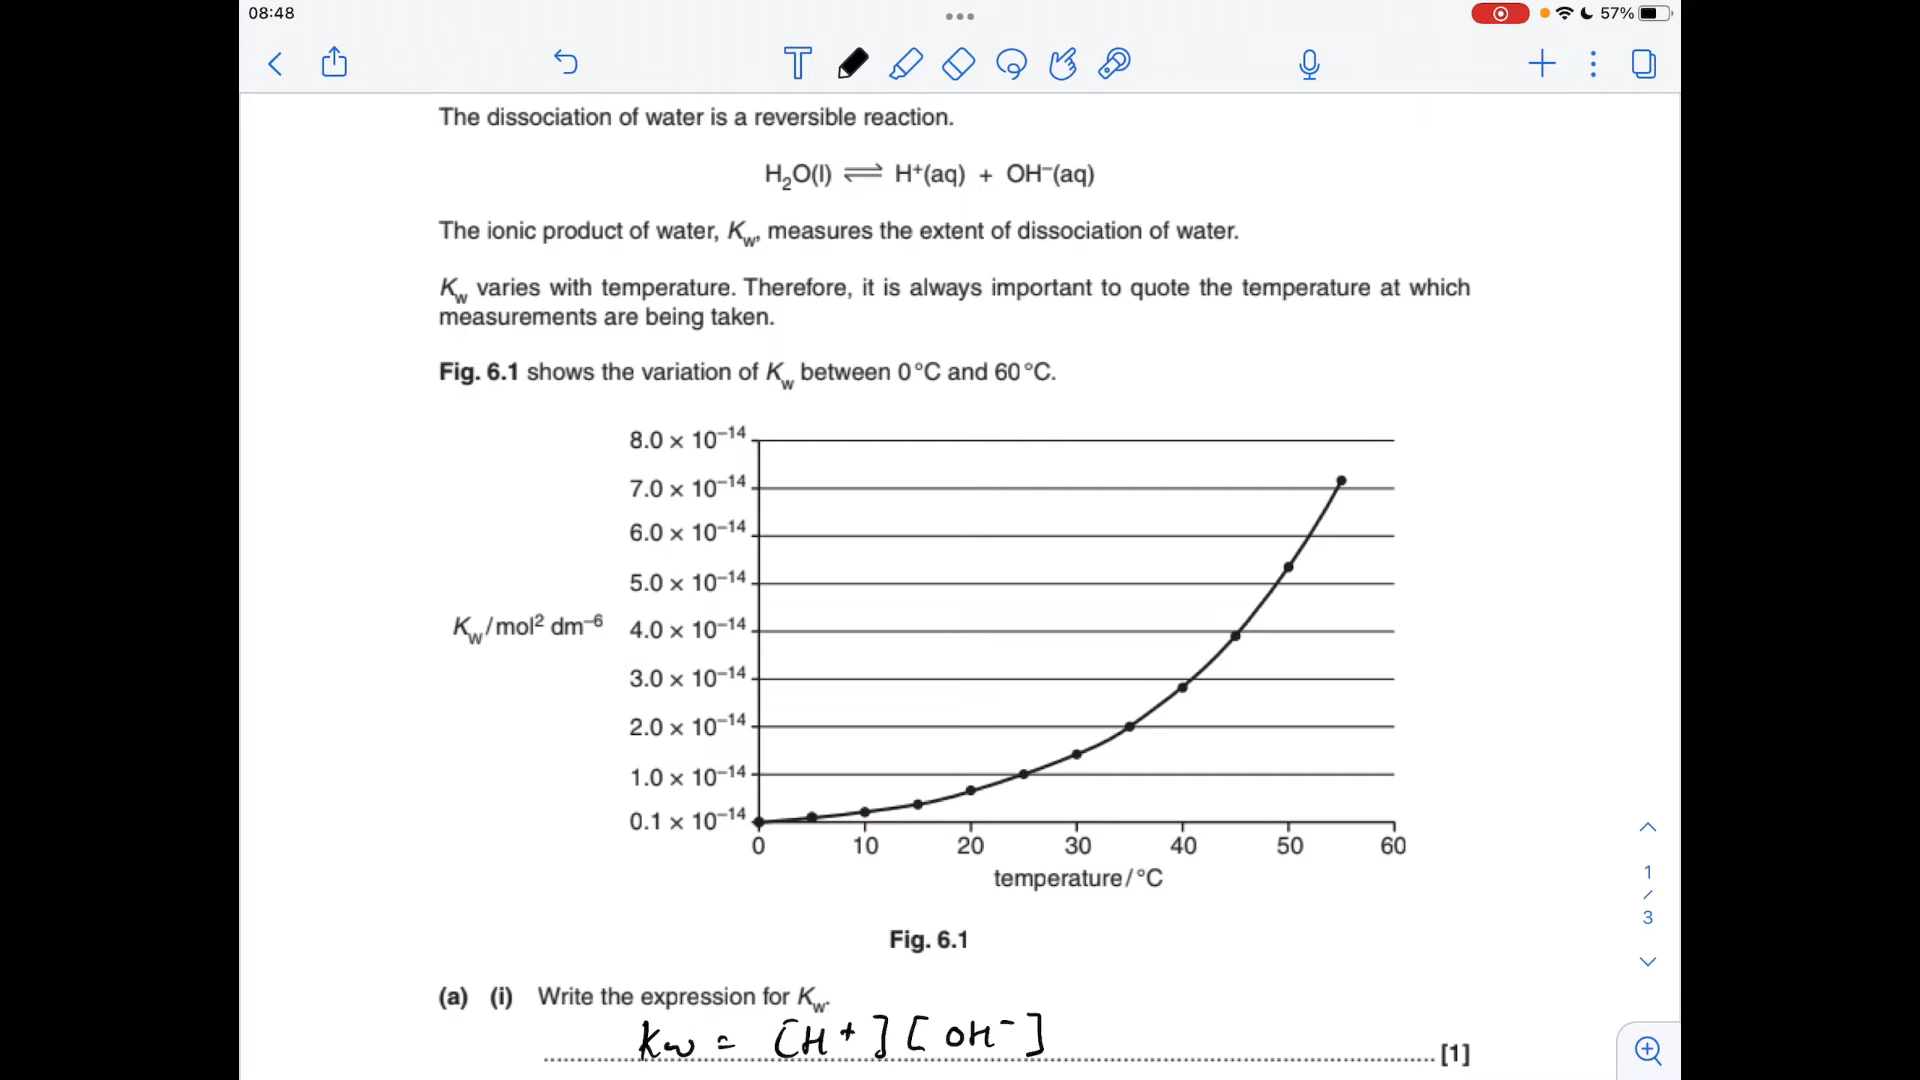 08:48
57%
The dissociation of water is a reversible reaction.
H₂O(l) ⇌ H⁺(aq) + OH⁻(aq)
The ionic product of water, Kw, measures the extent of dissociation of water.
Kw varies with temperature. Therefore, it is always important to quote the temperature at which
measurements are being taken.
Fig. 6.1 shows the variation of Kw between 0°C and 60°C.
8.0 × 10⁻¹⁴
7.0 × 10⁻¹⁴
6.0 × 10⁻¹⁴
5.0 × 10⁻¹⁴
Kw/mol² dm⁻⁶
4.0 × 10⁻¹⁴
3.0 × 10⁻¹⁴
2.0 × 10⁻¹⁴
1.0 × 10⁻¹⁴
0.1 × 10⁻¹⁴
0 10 20 30 40 50 60
temperature/°C
1
/
3
Fig. 6.1
(a) (i) Write the expression for Kw.
Kw = [H⁺][OH⁻]
[1]